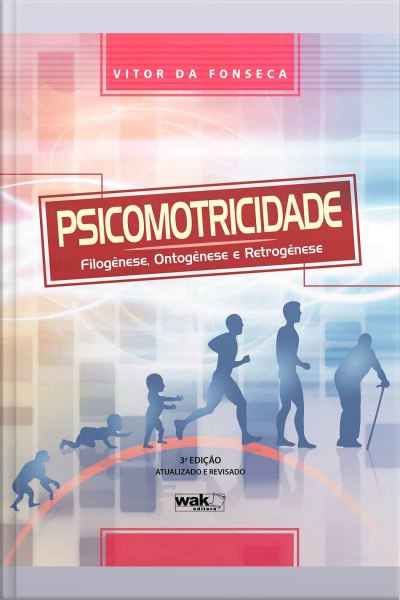 VITOR DA FONSECA
PSICOMOTRICIDADE
Filogênese, Ontogênese e Retrogênese
3ª EDIÇÃO
ATUALIZADO E REVISADO
wak
editora